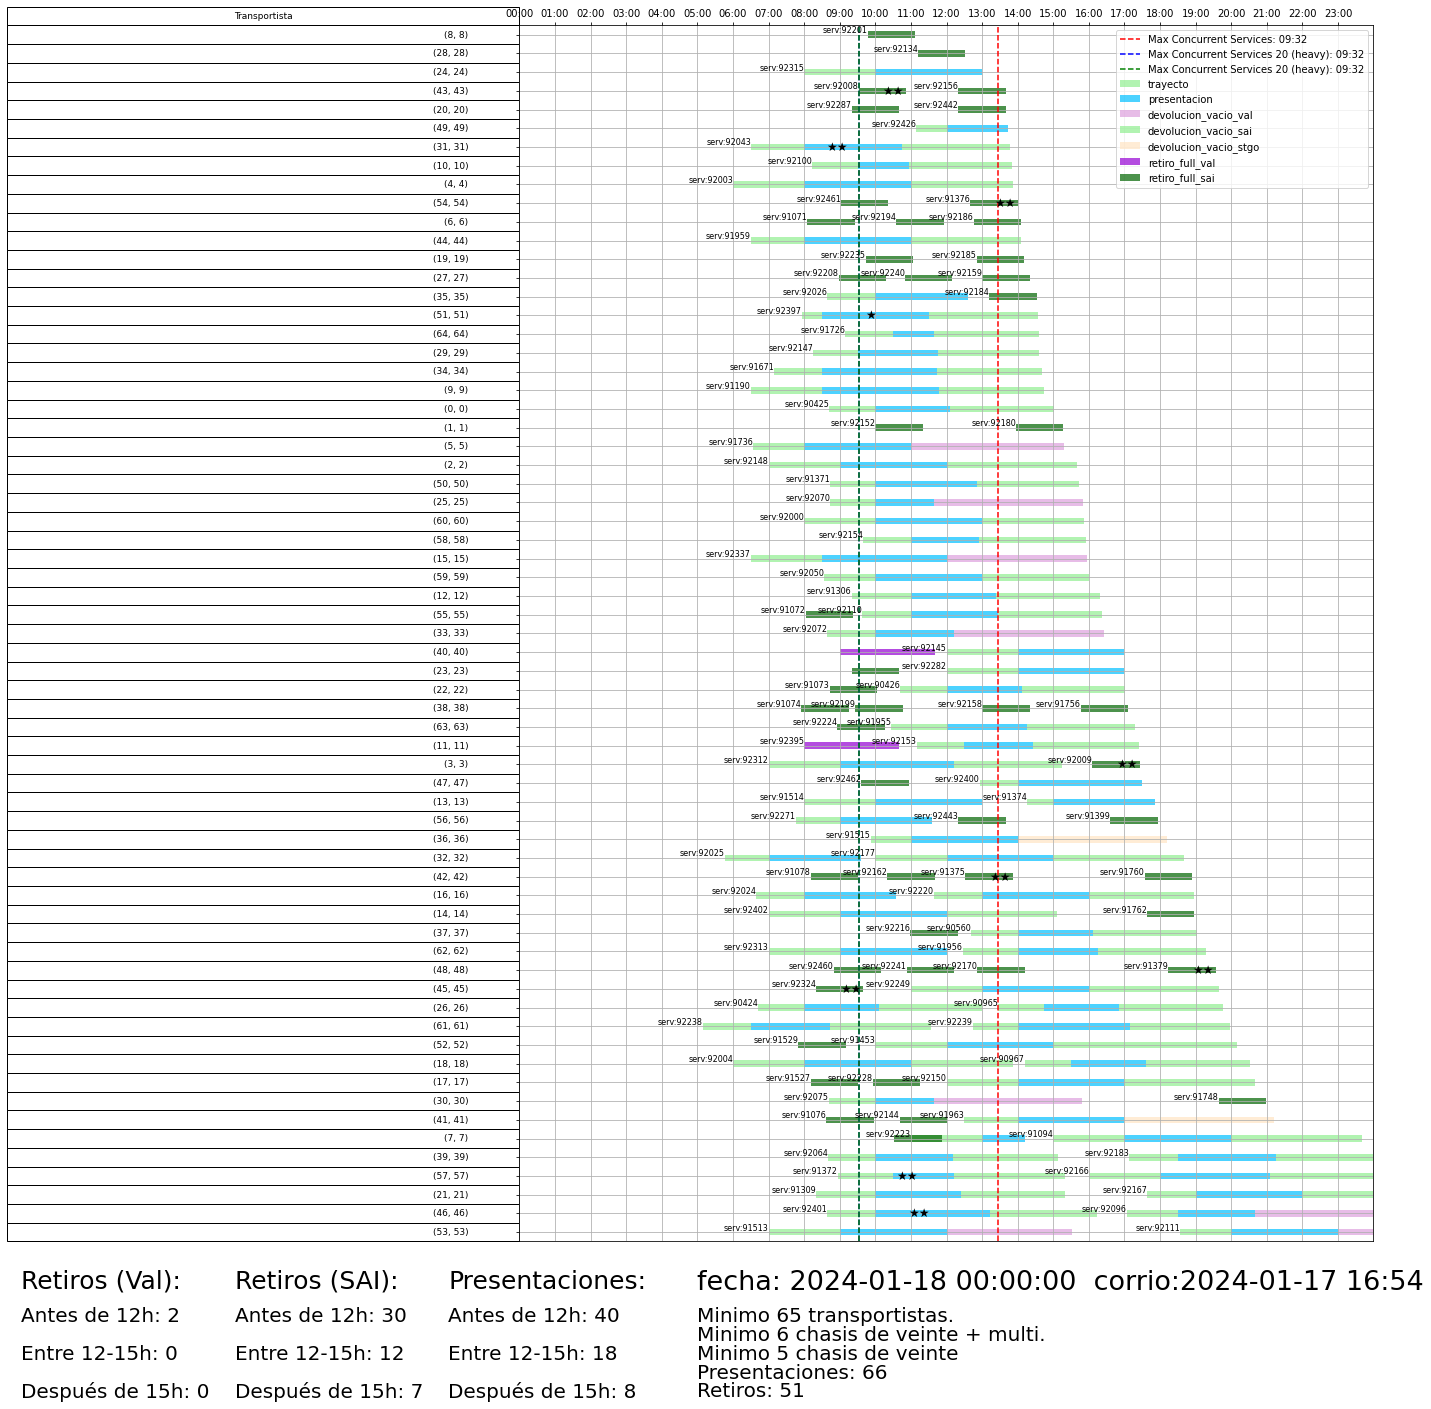 Transportista
00:00 01:00 02:00 03:00 04:00 05:00 06:00 07:00 08:00 09:00 10:00 11:00 12:00 13:00 14:00 15:00 16:00 17:00 18:00 19:00 20:00 21:00 22:00 23:00
Max Concurrent Services: 09:32
Max Concurrent Services 20 (heavy): 09:32
Max Concurrent Services 20 (heavy): 09:32
trayecto
presentacion
devolucion_vacio_val
devolucion_vacio_sai
devolucion_vacio_stgo
retiro_full_val
retiro_full_sai
(8, 8) serv:92201
(28, 28) serv:92134
(24, 24) serv:92315
(43, 43) serv:92008 serv:92156
(20, 20) serv:92287 serv:92442
(49, 49) serv:92426
(31, 31) serv:92043
(10, 10) serv:92100
(4, 4) serv:92003
(54, 54) serv:92461 serv:91376
(6, 6) serv:91071 serv:92194 serv:92186
(44, 44) serv:91959
(19, 19) serv:92235 serv:92185
(27, 27) serv:92208 serv:92240 serv:92159
(35, 35) serv:92026 serv:92184
(51, 51) serv:92397
(64, 64) serv:91726
(29, 29) serv:92147
(34, 34) serv:91671
(9, 9) serv:91190
(0, 0) serv:90425
(1, 1) serv:92152 serv:92180
(5, 5) serv:91736
(2, 2) serv:92148
(50, 50) serv:91371
(25, 25) serv:92070
(60, 60) serv:92000
(58, 58) serv:92154
(15, 15) serv:92337
(59, 59) serv:92050
(12, 12) serv:91306
(55, 55) serv:91072 serv:92110
(33, 33) serv:92072
(40, 40) serv:92145
(23, 23) serv:92282
(22, 22) serv:91073 serv:90426
(38, 38) serv:91074 serv:92199 serv:92158 serv:91756
(63, 63) serv:92224 serv:91955
(11, 11) serv:92395 serv:92153
(3, 3) serv:92312 serv:92009
(47, 47) serv:92462 serv:92400
(13, 13) serv:91514 serv:91374
(56, 56) serv:92271 serv:92443 serv:91399
(36, 36) serv:91515
(32, 32) serv:92025 serv:92177
(42, 42) serv:91078 serv:92162 serv:91375 serv:91760
(16, 16) serv:92024 serv:92220
(14, 14) serv:92402 serv:91762
(37, 37) serv:92216 serv:90560
(62, 62) serv:92313 serv:91956
(48, 48) serv:92460 serv:92241 serv:92170 serv:91379
(45, 45) serv:92324 serv:92249
(26, 26) serv:90424 serv:90965
(61, 61) serv:92238 serv:92239
(52, 52) serv:91529 serv:91453
(18, 18) serv:92004 serv:90967
(17, 17) serv:91527 serv:92228 serv:92150
(30, 30) serv:92075 serv:91748
(41, 41) serv:91076 serv:92144 serv:91963
(7, 7) serv:92223 serv:91094
(39, 39) serv:92064 serv:92183
(57, 57) serv:91372 serv:92166
(21, 21) serv:91309 serv:92167
(46, 46) serv:92401 serv:92096
(53, 53) serv:91513 serv:92111
Retiros (Val):
Antes de 12h: 2
Entre 12-15h: 0
Después de 15h: 0
Retiros (SAI):
Antes de 12h: 30
Entre 12-15h: 12
Después de 15h: 7
Presentaciones:
Antes de 12h: 40
Entre 12-15h: 18
Después de 15h: 8
fecha: 2024-01-18 00:00:00 corrio:2024-01-17 16:54
Minimo 65 transportistas.
Minimo 6 chasis de veinte + multi.
Minimo 5 chasis de veinte
Presentaciones: 66
Retiros: 51